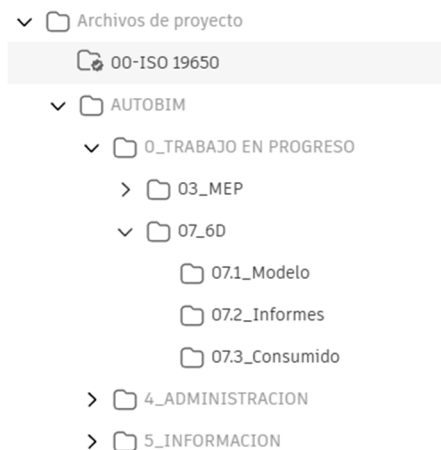 Archivos de proyecto
00-ISO 19650
AUTOBIM
0_TRABAJO EN PROGRESO
03_MEP
07_6D
07.1_Modelo
07.2_Informes
07.3_Consumido
4_ADMINISTRACION
5_INFORMACION